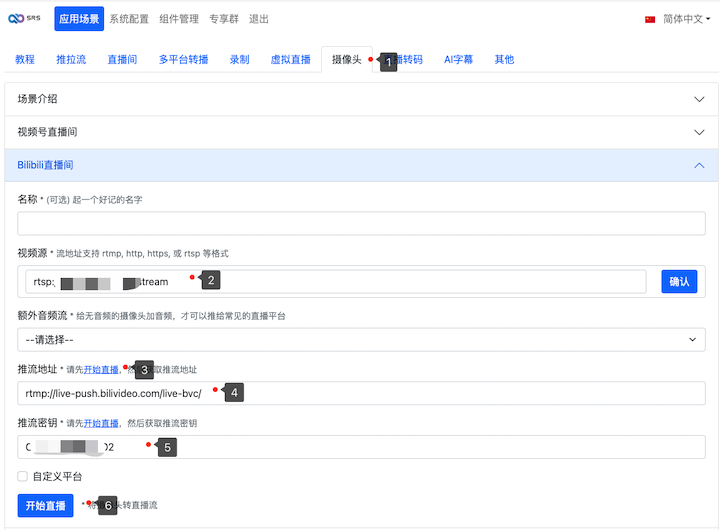 SRS 应用场景 系统配置 组件管理 专享群 退出 简体中文
教程 推拉流 直播间 多平台转播 录制 虚拟直播 摄像头 1 播转码 AI字幕 其他
场景介绍
视频号直播间
Bilibili直播间
名称 * (可选) 起一个好记的名字
视频源 * 流地址支持 rtmp, http, https, 或 rtsp 等格式
rtsp: stream 2 确认
额外音频流 * 给无音频的摄像头加音频，才可以推给常见的直播平台
--请选择--
推流地址 * 请先开始直播，然 3 获取推流地址
rtmp://live-push.bilivideo.com/live-bvc/ 4
推流密钥 * 请先开始直播，然后获取推流密钥
02 5
自定义平台
开始直播 * 将 6 头转直播流